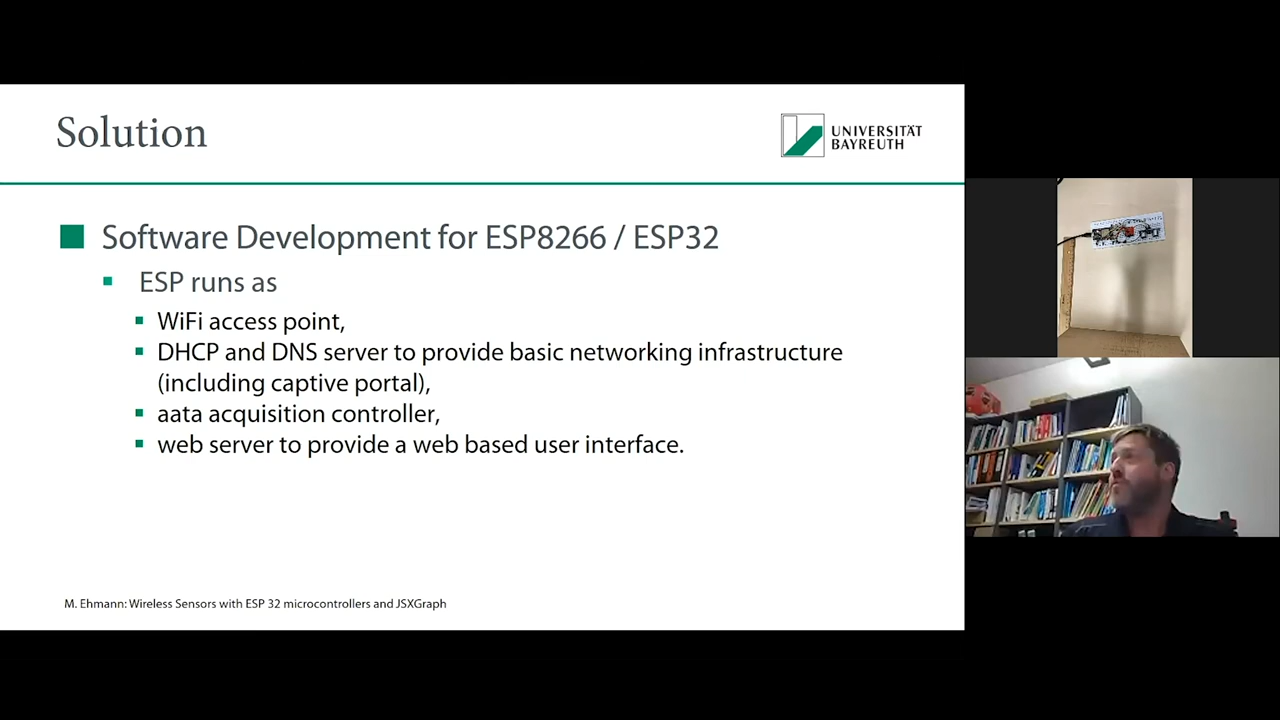 Solution
UNIVERSITÄT
BAYREUTH
Software Development for ESP8266 / ESP32
ESP runs as
WiFi access point,
DHCP and DNS server to provide basic networking infrastructure
(including captive portal),
aata acquisition controller,
web server to provide a web based user interface.
M. Ehmann: Wireless Sensors with ESP 32 microcontrollers and JSXGraph